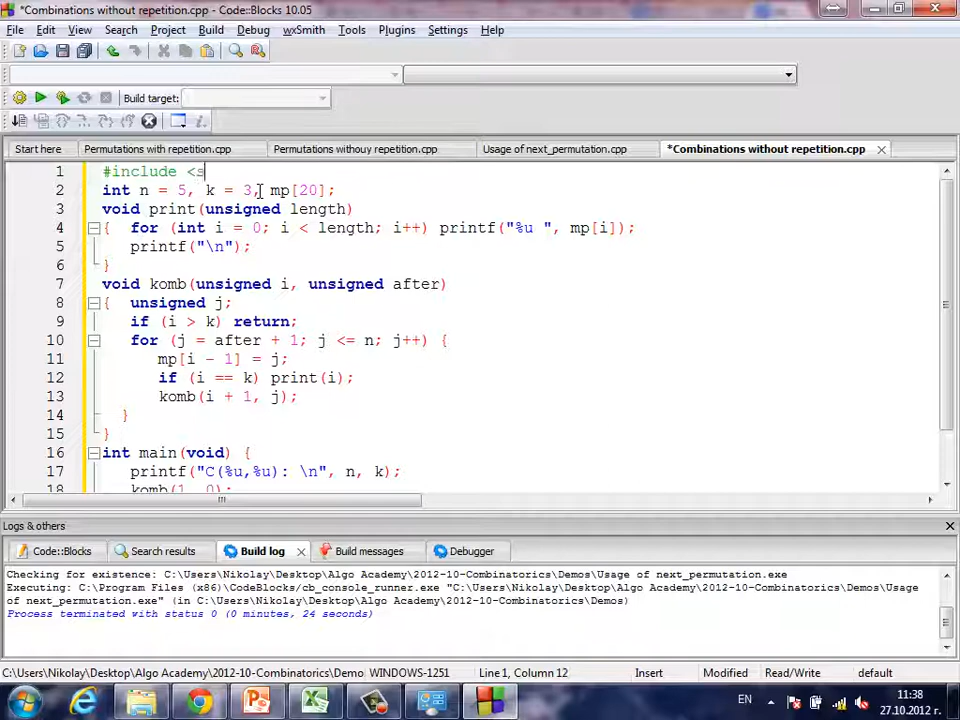 *Combinations without repetition.cpp - Code::Blocks 10.05
File Edit View Search Project Build Debug wxSmith Tools Plugins Settings Help
Build target:
Start here Permutations with repetition.cpp Permutations withouy repetition.cpp Usage of next_permutation.cpp *Combinations without repetition.cpp
1 #include <s
2 int n = 5, k = 3, mp[20];
3 void print(unsigned length)
4 { for (int i = 0; i < length; i++) printf("%u ", mp[i]);
5 printf("\n");
6 }
7 void komb(unsigned i, unsigned after)
8 { unsigned j;
9 if (i > k) return;
10 for (j = after + 1; j <= n; j++) {
11 mp[i - 1] = j;
12 if (i == k) print(i);
13 komb(i + 1, j);
14 }
15 }
16 int main(void) {
17 printf("C(%u,%u): \n", n, k);
18 komb(1, 0);
Logs & others
Code::Blocks Search results Build log Build messages Debugger
Checking for existence: C:\Users\Nikolay\Desktop\Algo Academy\2012-10-Combinatorics\Demos\Usage of next_permutation.exe
Executing: C:\Program Files (x86)\CodeBlocks/cb_console_runner.exe "C:\Users\Nikolay\Desktop\Algo Academy\2012-10-Combinatorics\Demos\Usage
of next_permutation.exe" (in C:\Users\Nikolay\Desktop\Algo Academy\2012-10-Combinatorics\Demos)
Process terminated with status 0 (0 minutes, 24 seconds)
C:\Users\Nikolay\Desktop\Algo Academy\2012-10-Combinatorics\Demo WINDOWS-1251 Line 1, Column 12 Insert Modified Read/Write default
EN 11:38
27.10.2012 г.